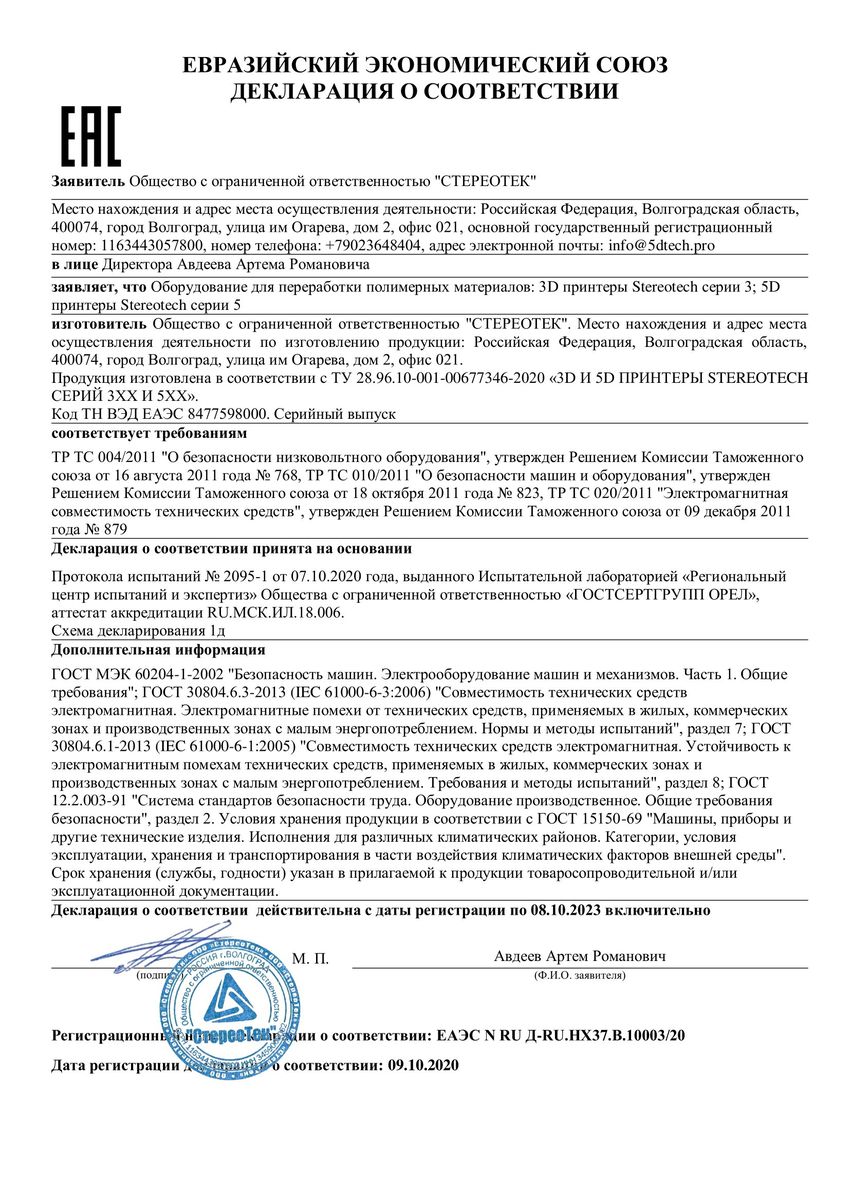 ЕВРАЗИЙСКИЙ ЭКОНОМИЧЕСКИЙ СОЮЗ
ДЕКЛАРАЦИЯ О СООТВЕТСТВИИ
ЕАС
Заявитель Общество с ограниченной ответственностью "СТЕРЕОТЕК"
Место нахождения и адрес места осуществления деятельности: Российская Федерация, Волгоградская область,
400074, город Волгоград, улица им Огарева, дом 2, офис 021, основной государственный регистрационный
номер: 1163443057800, номер телефона: +79023648404, адрес электронной почты: info@5dtech.pro
в лице Директора Авдеева Артема Романовича
заявляет, что Оборудование для переработки полимерных материалов: 3D принтеры Stereotech серии 3; 5D
принтеры Stereotech серии 5
изготовитель Общество с ограниченной ответственностью "СТЕРЕОТЕК". Место нахождения и адрес места
осуществления деятельности по изготовлению продукции: Российская Федерация, Волгоградская область,
400074, город Волгоград, улица им Огарева, дом 2, офис 021.
Продукция изготовлена в соответствии с ТУ 28.96.10-001-00677346-2020 «3D И 5D ПРИНТЕРЫ STEREOTECH
СЕРИЙ 3XX И 5XX».
Код ТН ВЭД ЕАЭС 8477598000. Серийный выпуск
соответствует требованиям
ТР ТС 004/2011 "О безопасности низковольтного оборудования", утвержден Решением Комиссии Таможенного
союза от 16 августа 2011 года № 768, ТР ТС 010/2011 "О безопасности машин и оборудования", утвержден
Решением Комиссии Таможенного союза от 18 октября 2011 года № 823, ТР ТС 020/2011 "Электромагнитная
совместимость технических средств", утвержден Решением Комиссии Таможенного союза от 09 декабря 2011
года № 879
Декларация о соответствии принята на основании
Протокола испытаний № 2095-1 от 07.10.2020 года, выданного Испытательной лабораторией «Региональный
центр испытаний и экспертиз» Общества с ограниченной ответственностью «ГОСТСЕРТГРУПП ОРЕЛ»,
аттестат аккредитации RU.МСК.ИЛ.18.006.
Схема декларирования 1д
Дополнительная информация
ГОСТ МЭК 60204-1-2002 "Безопасность машин. Электрооборудование машин и механизмов. Часть 1. Общие
требования"; ГОСТ 30804.6.3-2013 (IEC 61000-6-3:2006) "Совместимость технических средств
электромагнитная. Электромагнитные помехи от технических средств, применяемых в жилых, коммерческих
зонах и производственных зонах с малым энергопотреблением. Нормы и методы испытаний", раздел 7; ГОСТ
30804.6.1-2013 (IEC 61000-6-1:2005) "Совместимость технических средств электромагнитная. Устойчивость к
электромагнитным помехам технических средств, применяемых в жилых, коммерческих зонах и
производственных зонах с малым энергопотреблением. Требования и методы испытаний", раздел 8; ГОСТ
12.2.003-91 "Система стандартов безопасности труда. Оборудование производственное. Общие требования
безопасности", раздел 2. Условия хранения продукции в соответствии с ГОСТ 15150-69 "Машины, приборы и
другие технические изделия. Исполнения для различных климатических районов. Категории, условия
эксплуатации, хранения и транспортирования в части воздействия климатических факторов внешней среды".
Срок хранения (службы, годности) указан в прилагаемой к продукции товаросопроводительной и/или
эксплуатационной документации.
Декларация о соответствии действительна с даты регистрации по 08.10.2023 включительно
М. П. Авдеев Артем Романович
(Ф.И.О. заявителя)
РОССИЯ г.ВОЛГОГРАД
Общество с ограниченной ответственностью
"СтереоТек"
о соответствии: ЕАЭС N RU Д-RU.НХ37.В.10003/20
Дата регистрации о соответствии: 09.10.2020